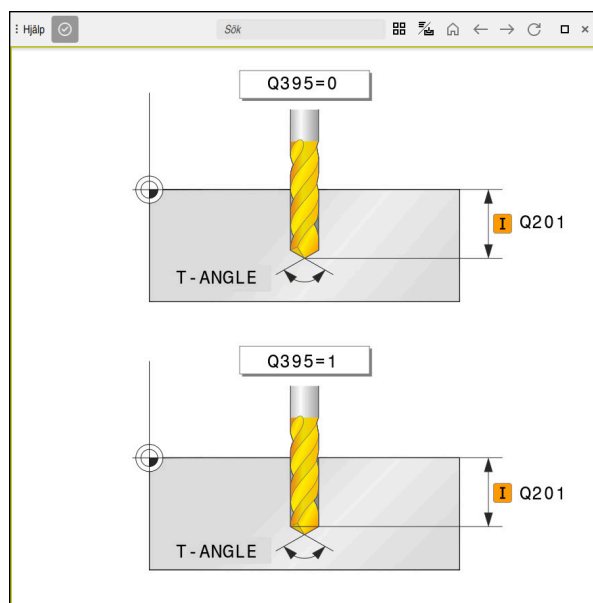 Hjälp
Sök
Q395=0
I Q201
T-ANGLE
Q395=1
I Q201
T-ANGLE